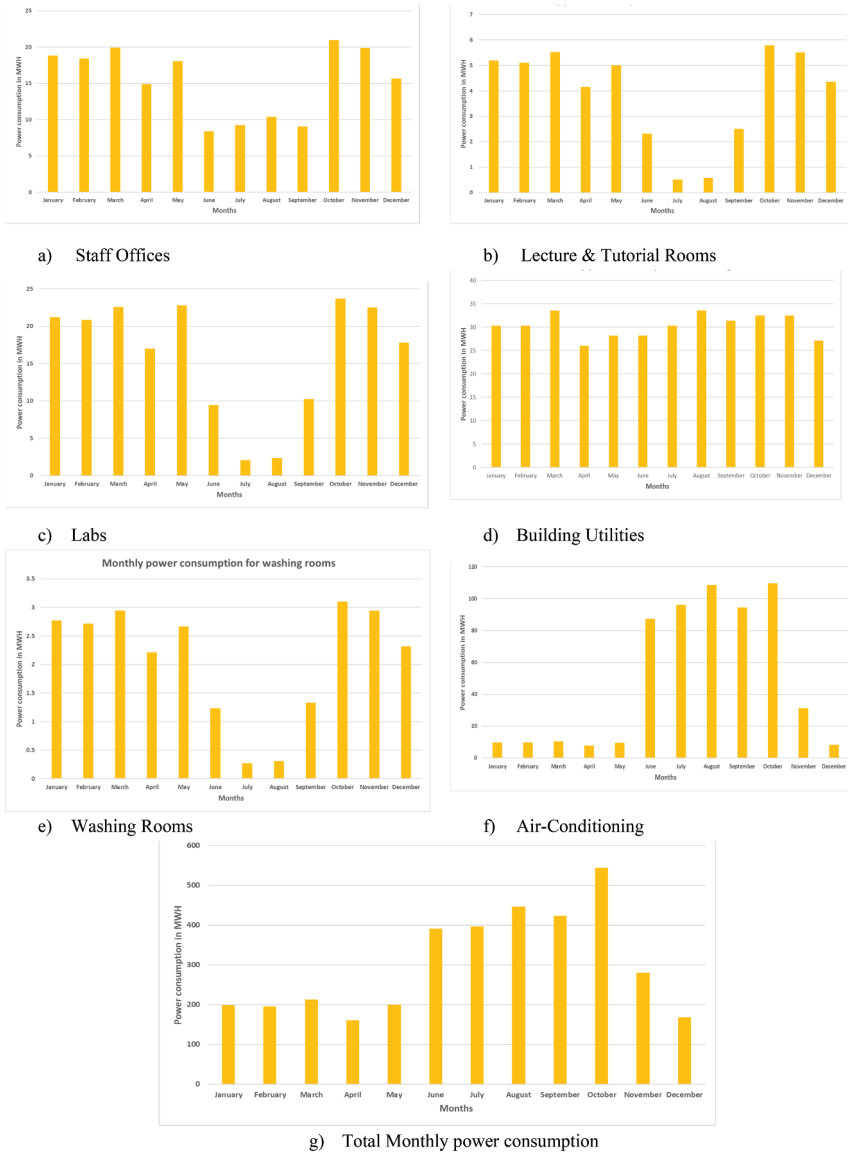 25
20
15
10
5
0
Power consumption in MWH
January February March April May June July August September October November December
Months
a) Staff Offices
7
6
5
4
3
2
1
0
Power consumption in MWH
January February March April May June July August September October November December
Months
b) Lecture & Tutorial Rooms
25
20
15
10
5
0
Power consumption in MWH
January February March April May June July August September October November December
Months
c) Labs
40
35
30
25
20
15
10
5
0
Power consumption in MWH
January February March April May June July August September October November December
Months
d) Building Utilities
Monthly power consumption for washing rooms
3.5
3
2.5
2
1.5
1
0.5
0
Power consumption in MWH
January February March April May June July August September October November December
Months
e) Washing Rooms
120
100
80
60
40
20
0
Power consumption in MWH
January February March April May June July August September October November December
Months
f) Air-Conditioning
600
500
400
300
200
100
0
Power consumption in MWH
January February March April May June July August September October November December
Months
g) Total Monthly power consumption